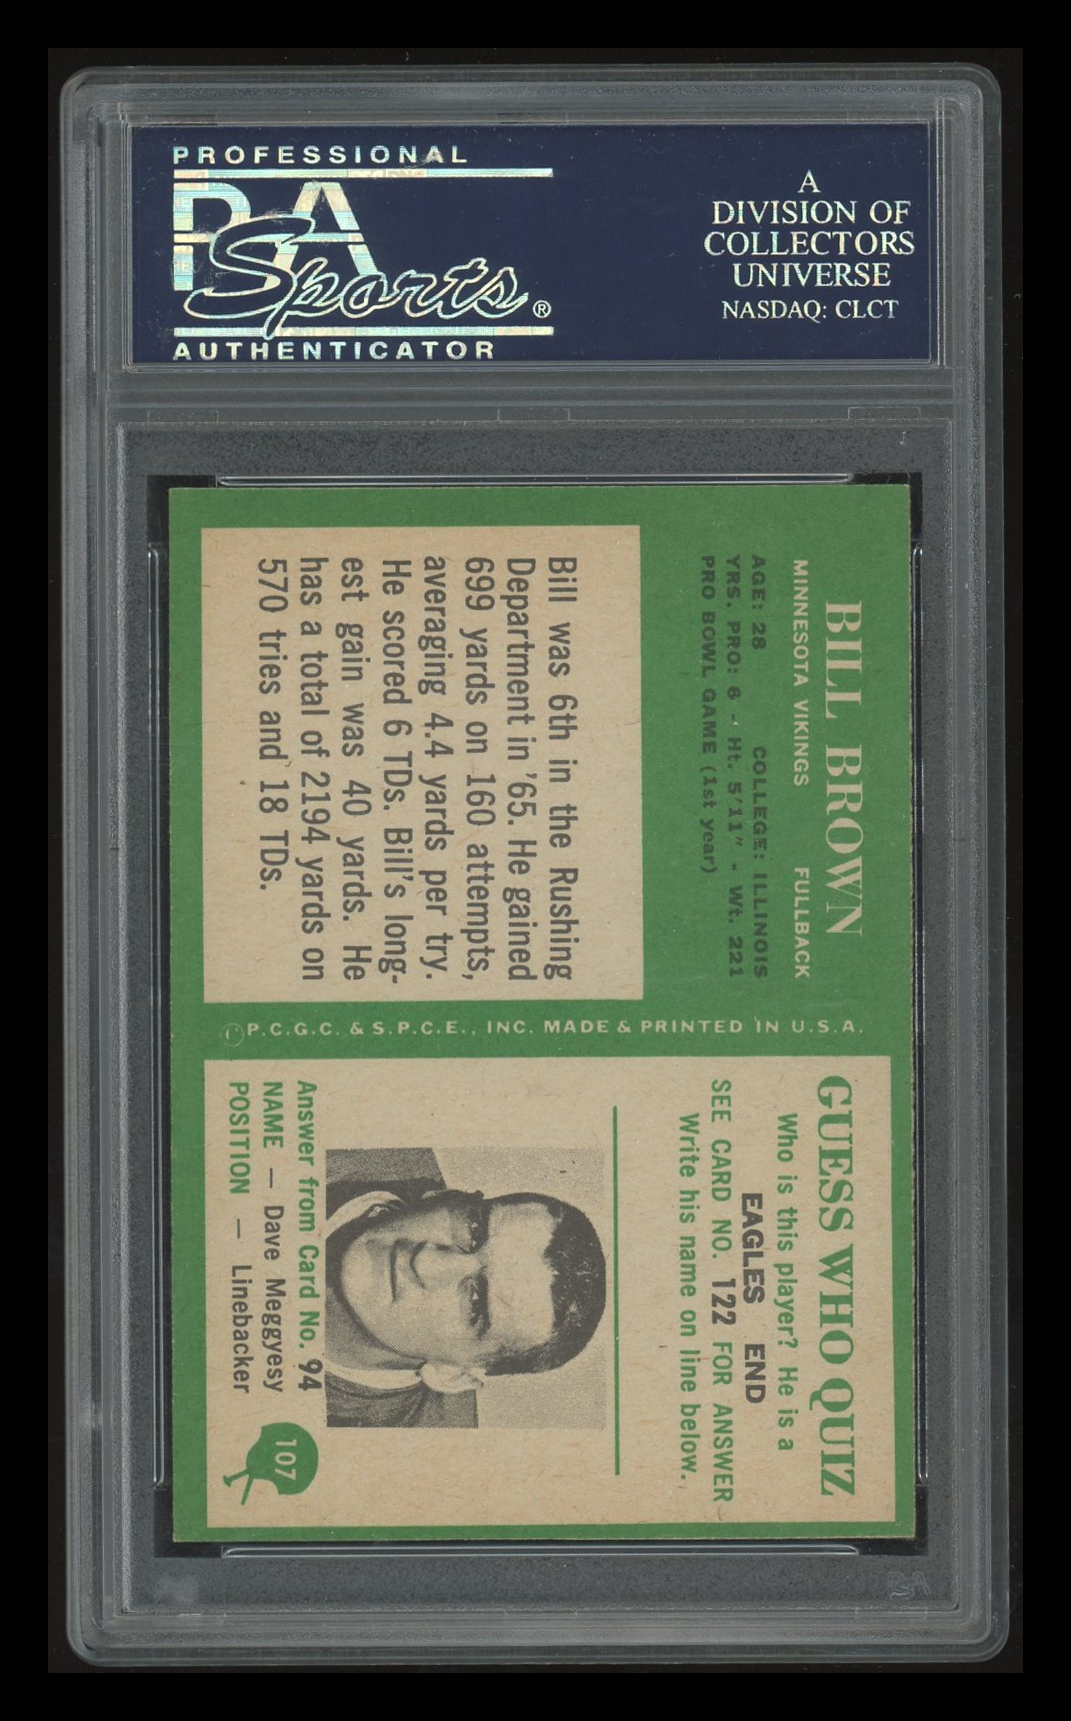 PROFESSIONAL
PSA
Sports®
AUTHENTICATOR
A
DIVISION OF
COLLECTORS
UNIVERSE
NASDAQ: CLCT
BILL BROWN
MINNESOTA VIKINGS FULLBACK
AGE: 28 COLLEGE: ILLINOIS
YRS. PRO: 6 - Ht. 5'11" - Wt. 221
PRO BOWL GAME (1st year)
Bill was 6th in the Rushing
Department in '65. He gained
699 yards on 160 attempts,
averaging 4.4 yards per try.
He scored 6 TDs. Bill's long-
est gain was 40 yards. He
has a total of 2194 yards on
570 tries and 18 TDs.
©P.C.G.C. & S.P.C.E., INC. MADE & PRINTED IN U.S.A.
GUESS WHO QUIZ
Who is this player? He is a
EAGLES END
SEE CARD NO. 122 FOR ANSWER
Write his name on line below.
Answer from Card No. 94
NAME — Dave Meggyesy
POSITION — Linebacker
107